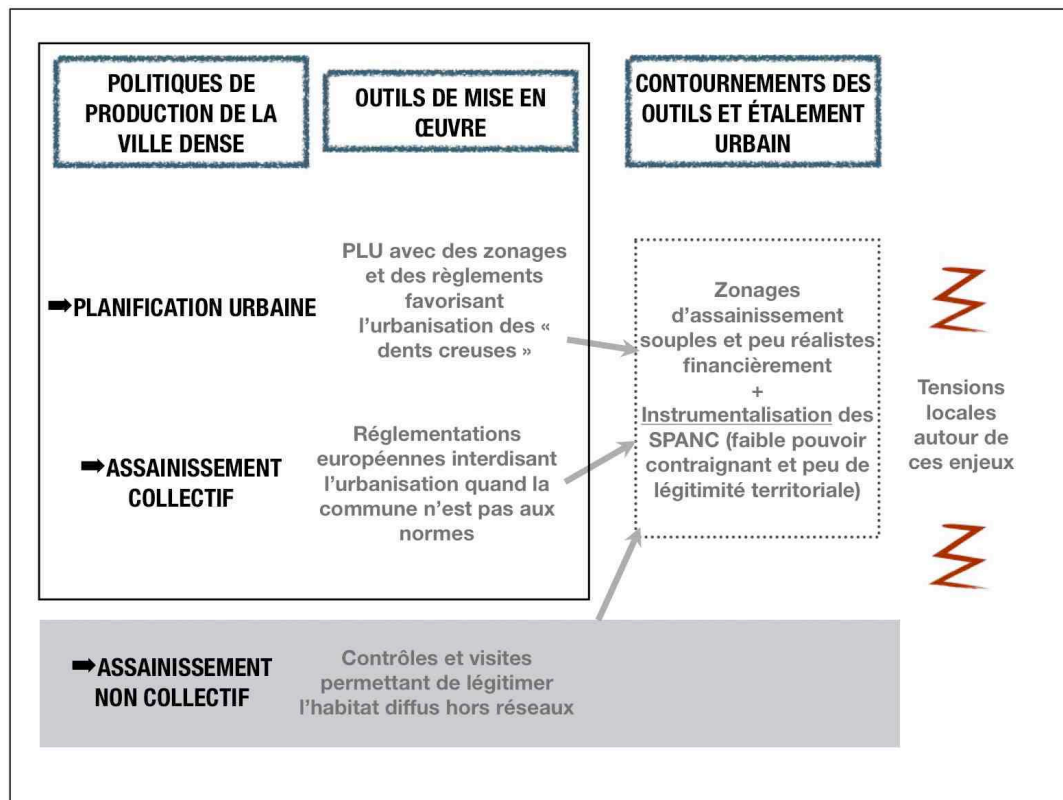 POLITIQUES DE
PRODUCTION DE LA
VILLE DENSE
OUTILS DE MISE EN
ŒUVRE
CONTOURNEMENTS DES
OUTILS ET ÉTALEMENT
URBAIN
➡PLANIFICATION URBAINE
PLU avec des zonages
et des règlements
favorisant
l’urbanisation des «
dents creuses »
➡ASSAINISSEMENT
COLLECTIF
Réglementations
européennes interdisant
l’urbanisation quand la
commune n’est pas aux
normes
Zonages
d’assainissement
souples et peu réalistes
financièrement
+
Instrumentalisation des
SPANC (faible pouvoir
contraignant et peu de
légitimité territoriale)
Tensions
locales
autour de
ces enjeux
➡ASSAINISSEMENT
NON COLLECTIF
Contrôles et visites
permettant de légitimer
l’habitat diffus hors réseaux